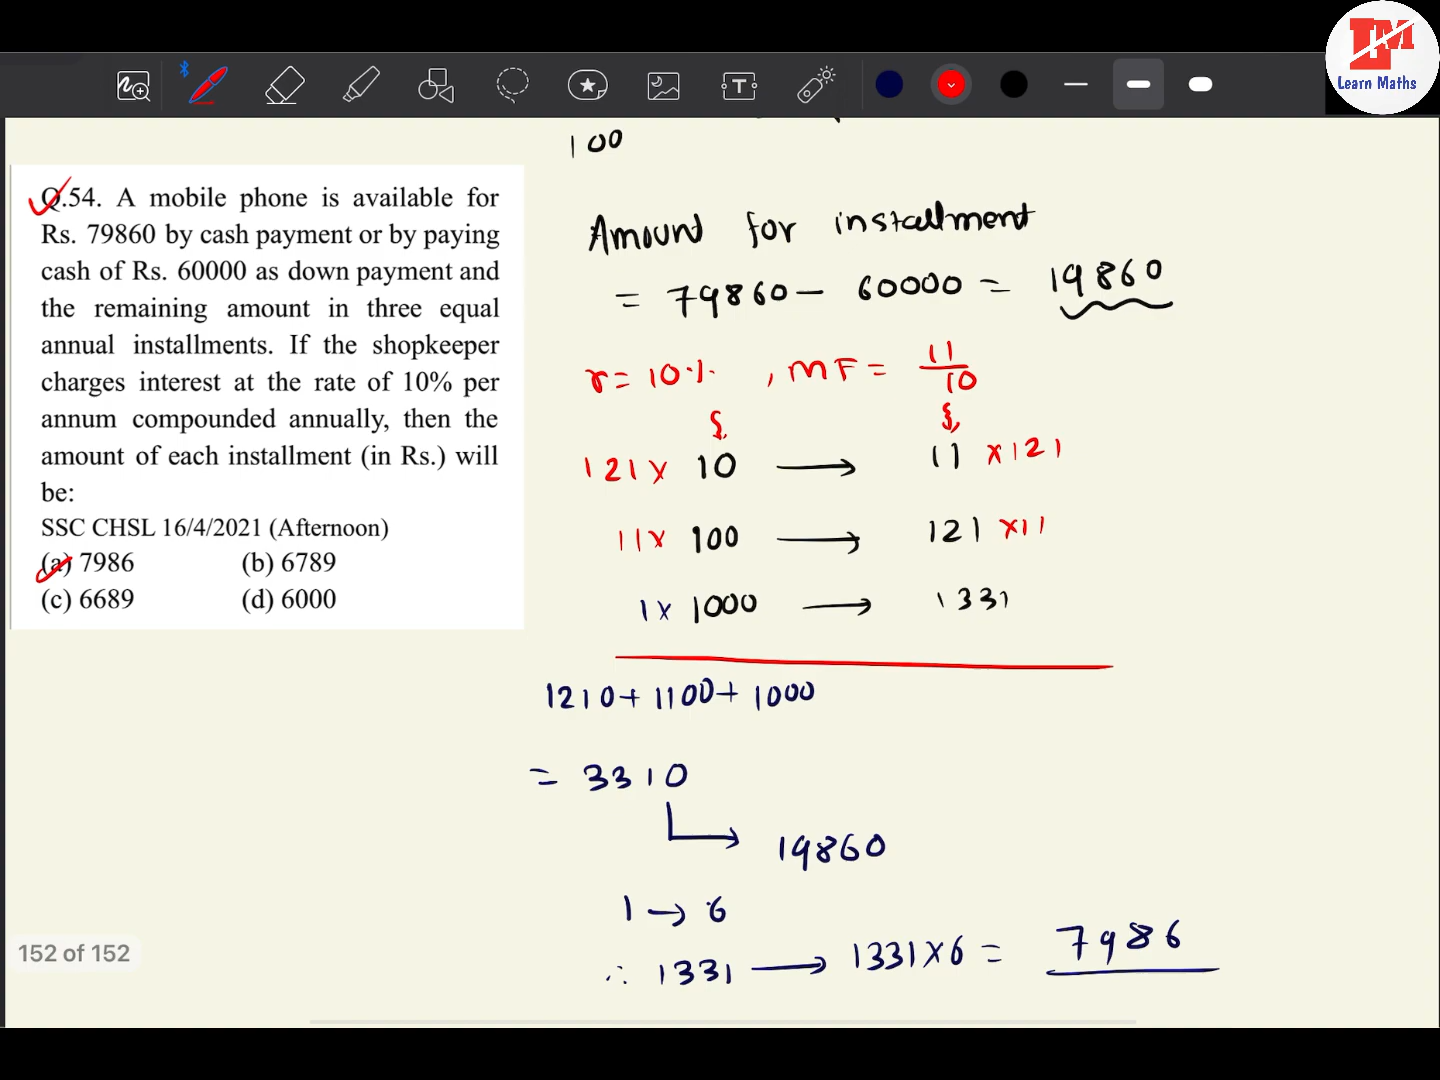 LM
Learn Maths
100
Q.54. A mobile phone is available for
Rs. 79860 by cash payment or by paying
cash of Rs. 60000 as down payment and
the remaining amount in three equal
annual installments. If the shopkeeper
charges interest at the rate of 10% per
annum compounded annually, then the
amount of each installment (in Rs.) will
be:
SSC CHSL 16/4/2021 (Afternoon)
(a) 7986 (b) 6789
(c) 6689 (d) 6000
Amount for installment
= 79860 - 60000 = 19860
r = 10%, MF = 11/10
121 x 10 → 11 x 121
11 x 100 → 121 x 11
1 x 1000 → 1331
1210 + 1100 + 1000
= 3310
→ 19860
1 → 6
∴ 1331 → 1331 x 6 = 7986
152 of 152